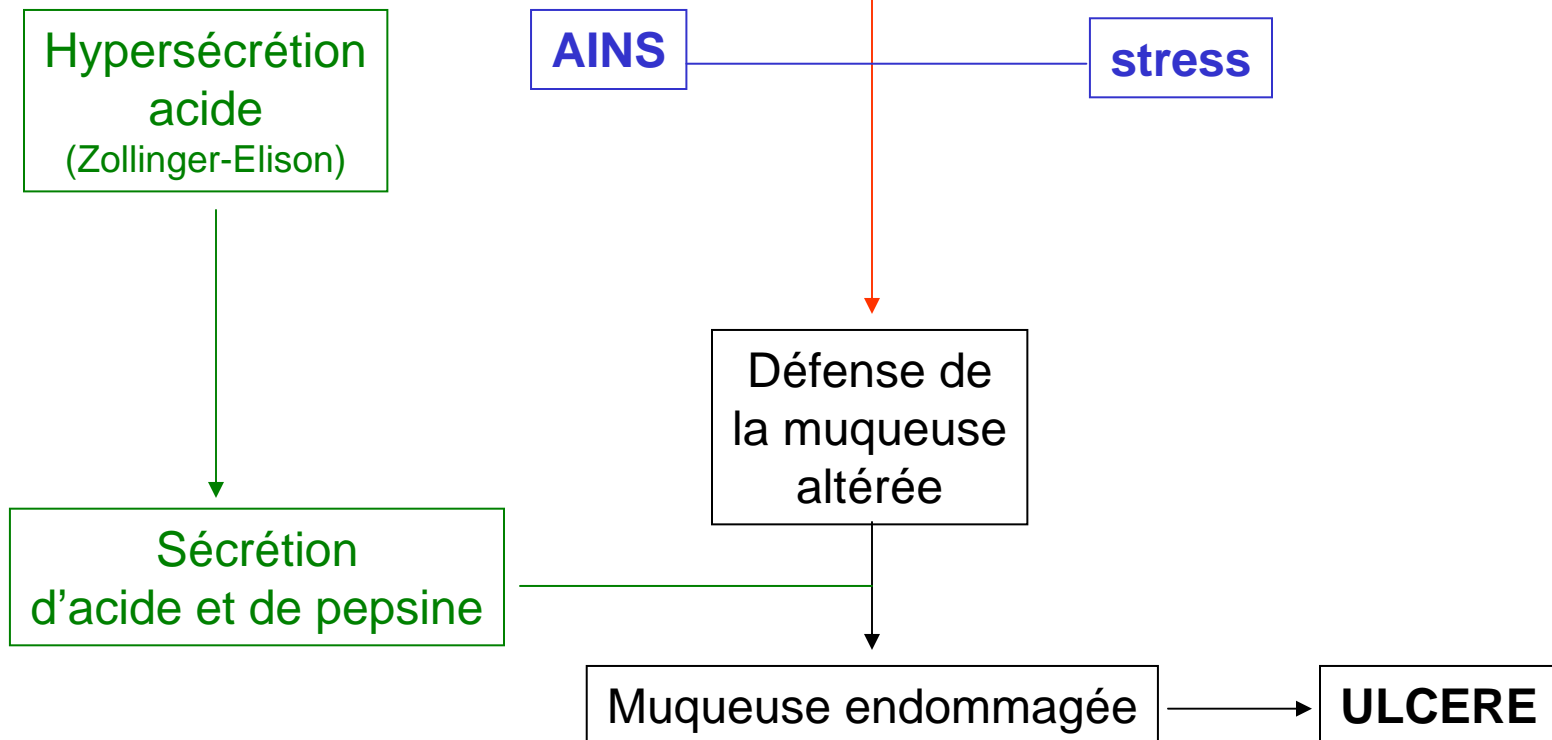 Hypersécrétion
acide
(Zollinger-Elison)
AINS
stress
Défense de
la muqueuse
altérée
Sécrétion
d’acide et de pepsine
Muqueuse endommagée
ULCERE